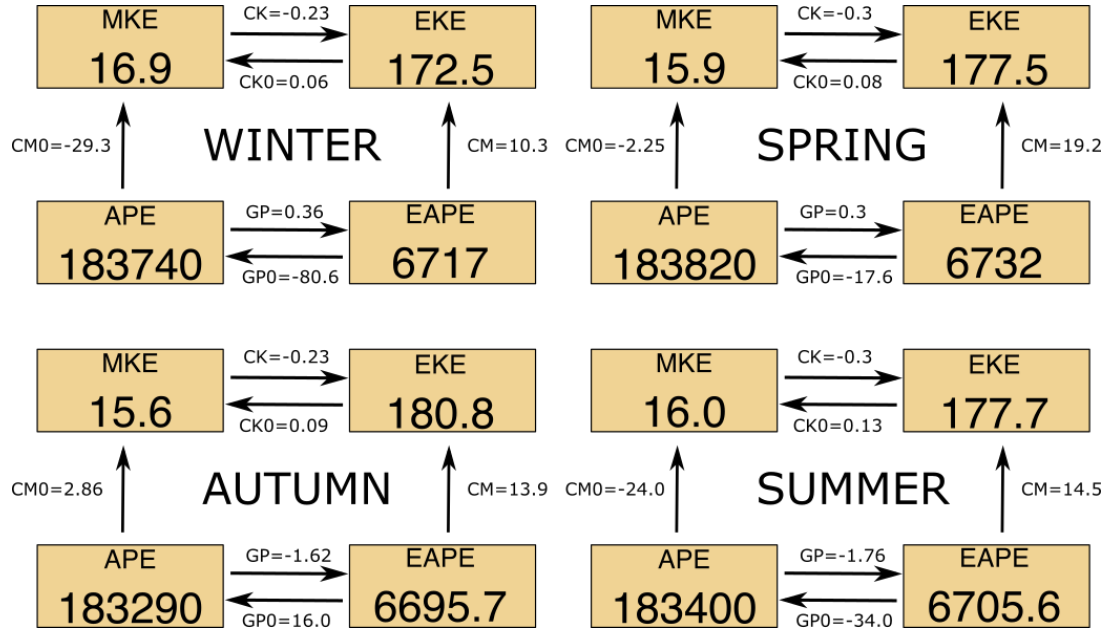 MKE
16.9
CK=-0.23
CK0=0.06
EKE
172.5
CM0=-29.3
WINTER
CM=10.3
APE
183740
GP=0.36
GP0=-80.6
EAPE
6717
MKE
15.9
CK=-0.3
CK0=0.08
EKE
177.5
CM0=-2.25
SPRING
CM=19.2
APE
183820
GP=0.3
GP0=-17.6
EAPE
6732
MKE
15.6
CK=-0.23
CK0=0.09
EKE
180.8
CM0=2.86
AUTUMN
CM=13.9
APE
183290
GP=-1.62
GP0=16.0
EAPE
6695.7
MKE
16.0
CK=-0.3
CK0=0.13
EKE
177.7
CM0=-24.0
SUMMER
CM=14.5
APE
183400
GP=-1.76
GP0=-34.0
EAPE
6705.6